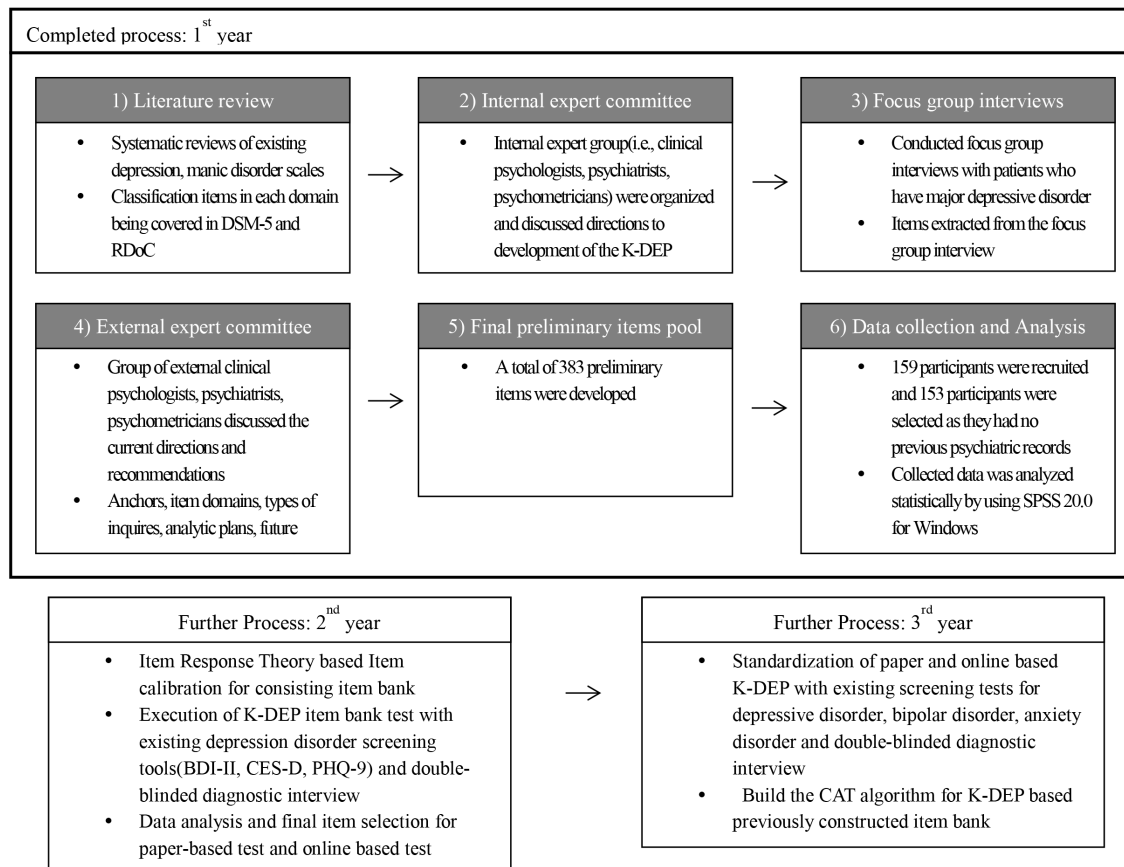 Completed process: 1st year
1) Literature review
• Systematic reviews of existing
depression, manic disorder scales
• Classification items in each domain
being covered in DSM-5 and
RDoC
2) Internal expert committee
• Internal expert group(i.e., clinical
psychologists, psychiatrists,
psychometricians) were organized
and discussed directions to
development of the K-DEP
3) Focus group interviews
• Conducted focus group
interviews with patients who
have major depressive disorder
• Items extracted from the focus
group interview
4) External expert committee
• Group of external clinical
psychologists, psychiatrists,
psychometricians discussed the
current directions and
recommendations
• Anchors, item domains, types of
inquires, analytic plans, future
5) Final preliminary items pool
• A total of 383 preliminary
items were developed
6) Data collection and Analysis
• 159 participants were recruited
and 153 participants were
selected as they had no
previous psychiatric records
• Collected data was analyzed
statistically by using SPSS 20.0
for Windows
Further Process: 2nd year
• Item Response Theory based Item
calibration for consisting item bank
• Execution of K-DEP item bank test with
existing depression disorder screening
tools(BDI-II, CES-D, PHQ-9) and double-
blinded diagnostic interview
• Data analysis and final item selection for
paper-based test and online based test
Further Process: 3rd year
• Standardization of paper and online based
K-DEP with existing screening tests for
depressive disorder, bipolar disorder, anxiety
disorder and double-blinded diagnostic
interview
• Build the CAT algorithm for K-DEP based
previously constructed item bank